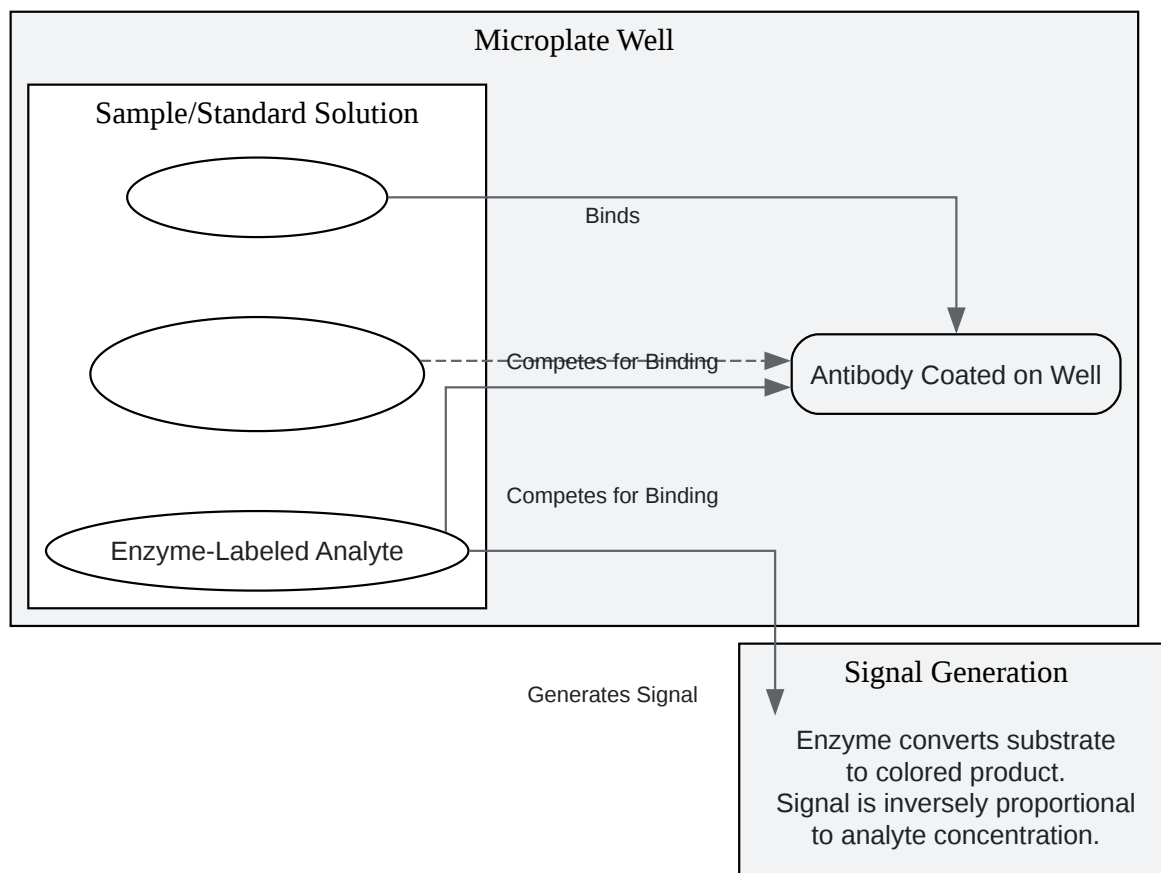 Microplate Well
Sample/Standard Solution
Binds
Competes for Binding
Antibody Coated on Well
Competes for Binding
Enzyme-Labeled Analyte
Generates Signal
Signal Generation
Enzyme converts substrate
to colored product.
Signal is inversely proportional
to analyte concentration.